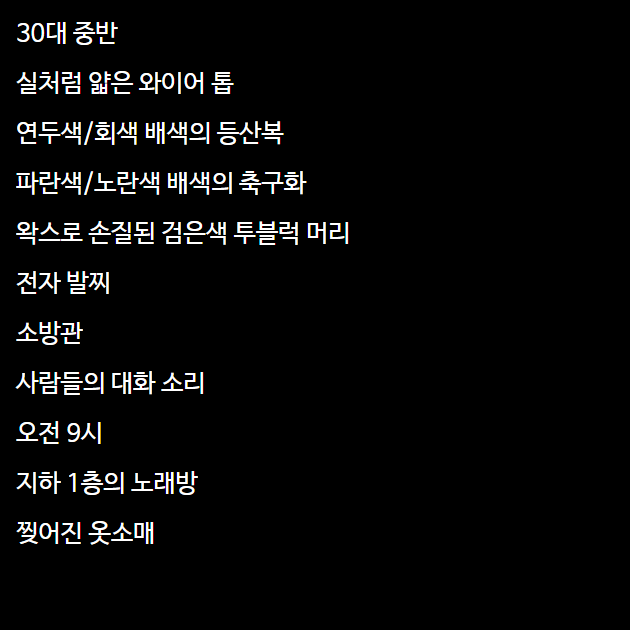 30대 중반
실처럼 얇은 와이어 톱
연두색/회색 배색의 등산복
파란색/노란색 배색의 축구화
왁스로 손질된 검은색 투블럭 머리
전자 발찌
소방관
사람들의 대화 소리
오전 9시
지하 1층의 노래방
찢어진 옷소매